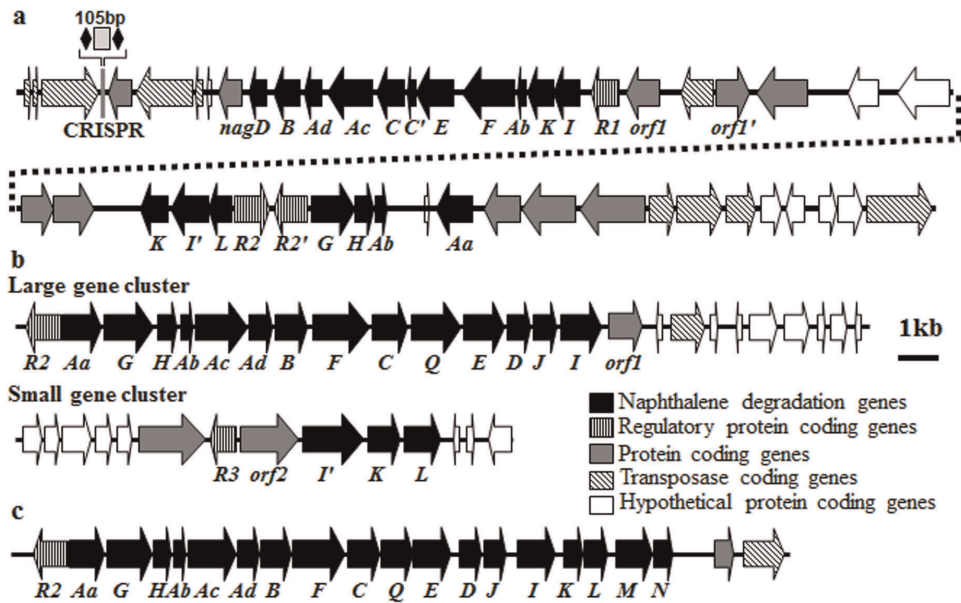 a
105bp
CRISPR
nagD B Ad Ac C C' E F Ab K I R1 orf1 orf1'
K I' L R2 R2' G H Ab Aa
b
Large gene cluster
R2 Aa G H Ab Ac Ad B F C Q E D J I orf1
1kb
Small gene cluster
R3 orf2 I' K L
Naphthalene degradation genes
Regulatory protein coding genes
Protein coding genes
Transposase coding genes
Hypothetical protein coding genes
c
R2 Aa G H Ab Ac Ad B F C Q E D J I K L M N